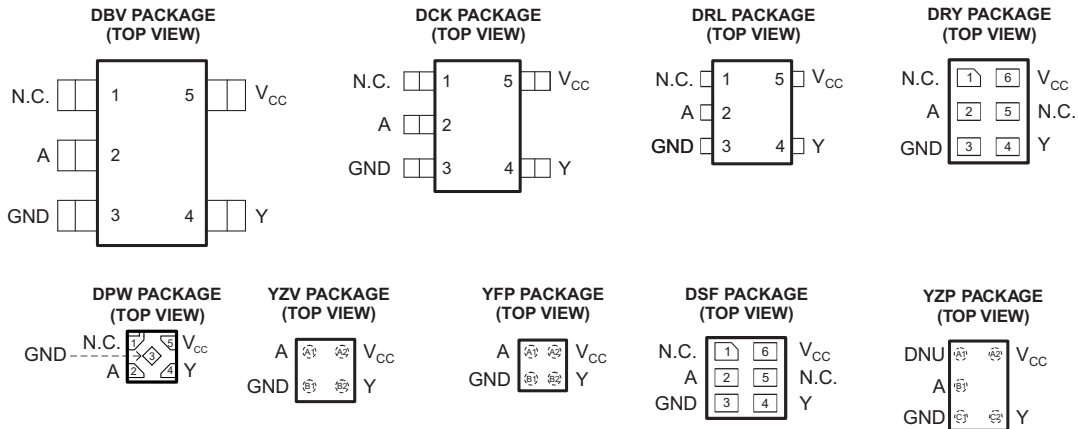 DBV PACKAGE
(TOP VIEW)
N.C. 1 5 VCC
A 2
GND 3 4 Y
DCK PACKAGE
(TOP VIEW)
N.C. 1 5 VCC
A 2
GND 3 4 Y
DRL PACKAGE
(TOP VIEW)
N.C. 1 5 VCC
A 2
GND 3 4 Y
DRY PACKAGE
(TOP VIEW)
N.C. 1 6 VCC
A 2 5 N.C.
GND 3 4 Y
DPW PACKAGE
(TOP VIEW)
N.C. 1 5 VCC
GND 3
A 2 4 Y
YZV PACKAGE
(TOP VIEW)
A A1 A2 VCC
GND B1 B2 Y
YFP PACKAGE
(TOP VIEW)
A A1 A2 VCC
GND B1 B2 Y
DSF PACKAGE
(TOP VIEW)
N.C. 1 6 VCC
A 2 5 N.C.
GND 3 4 Y
YZP PACKAGE
(TOP VIEW)
DNU A1 A2 VCC
A B1
GND C1 C2 Y